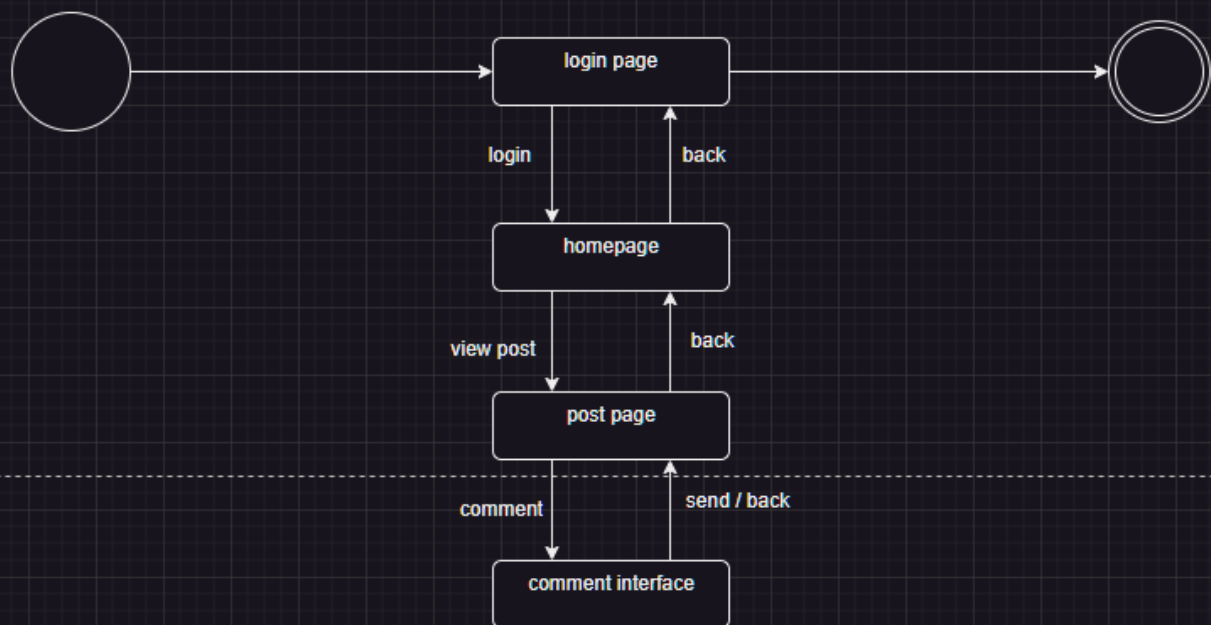 login page
login
back
homepage
view post
back
post page
comment
send / back
comment interface